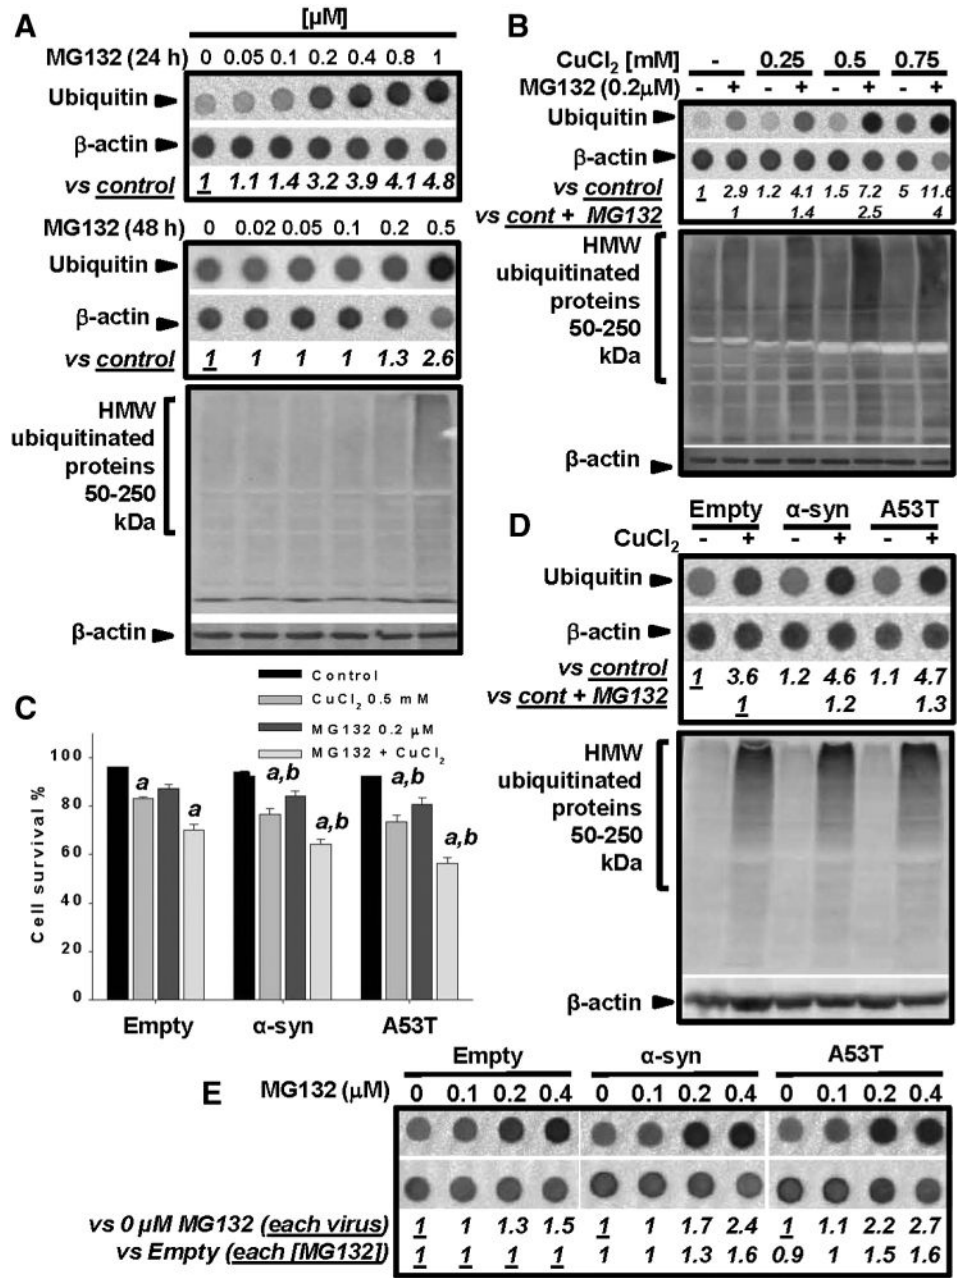 A
[µM]
MG132 (24 h) 0 0.05 0.1 0.2 0.4 0.8 1
Ubiquitin
β-actin
vs control 1 1.1 1.4 3.2 3.9 4.1 4.8
MG132 (48 h) 0 0.02 0.05 0.1 0.2 0.5
Ubiquitin
β-actin
vs control 1 1 1 1 1.3 2.6
HMW
ubiquitinated
proteins
50-250
kDa
β-actin
B
CuCl2 [mM] - 0.25 0.5 0.75
MG132 (0.2µM) - + - + - + - +
Ubiquitin
β-actin
vs control 1 2.9 1.2 4.1 1.5 7.2 5 11.6
vs cont + MG132 1 1.4 2.5 4
HMW
ubiquitinated
proteins
50-250
kDa
β-actin
C
Control
CuCl2 0.5 mM
MG132 0.2 µM
MG132 + CuCl2
Cell survival %
100
80
60
40
20
0
a
a
a,b
a,b
a,b
a,b
Empty α-syn A53T
D
Empty α-syn A53T
CuCl2 - + - + - +
Ubiquitin
β-actin
vs control 1 3.6 1.2 4.6 1.1 4.7
vs cont + MG132 1 1.2 1.3
HMW
ubiquitinated
proteins
50-250
kDa
β-actin
E
Empty α-syn A53T
MG132 (µM) 0 0.1 0.2 0.4 0 0.1 0.2 0.4 0 0.1 0.2 0.4
vs 0 µM MG132 (each virus) 1 1 1.3 1.5 1 1 1.7 2.4 1 1.1 2.2 2.7
vs Empty (each [MG132]) 1 1 1 1 1 1 1.3 1.6 0.9 1 1.5 1.6